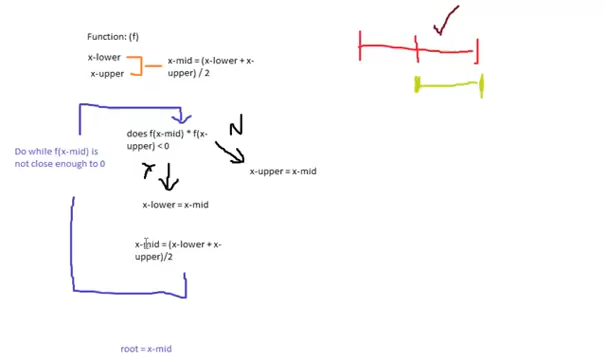 Function: (f)
x-lower
x-upper
x-mid = (x-lower + x-
upper) / 2
does f(x-mid) * f(x-
upper) < 0
N
Do while f(x-mid) is
not close enough to 0
Y
x-upper = x-mid
x-lower = x-mid
x-mid = (x-lower + x-
upper)/2
root = x-mid